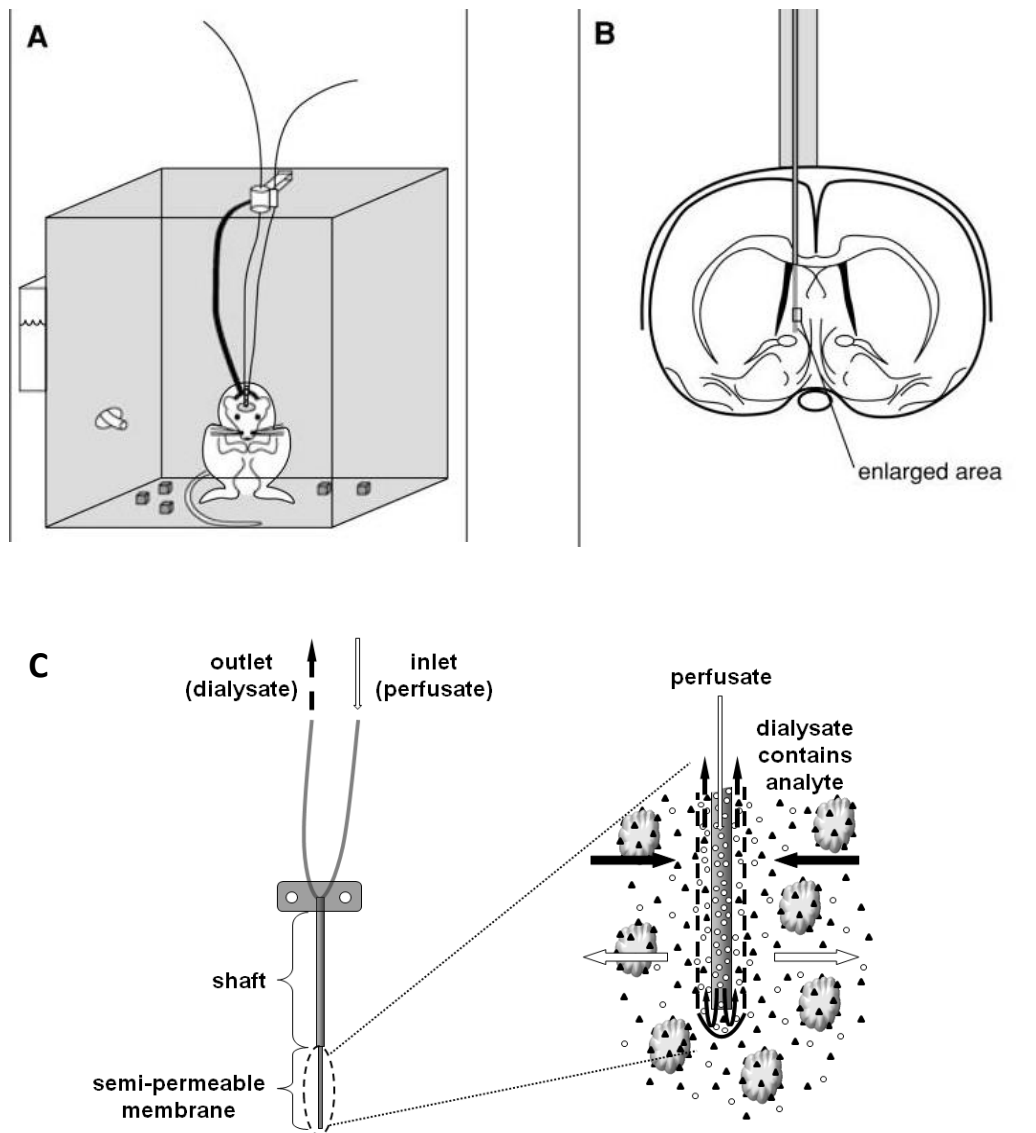 A
B
enlarged area
C
outlet
(dialysate)
inlet
(perfusate)
shaft
semi-permeable
membrane
perfusate
dialysate
contains
analyte